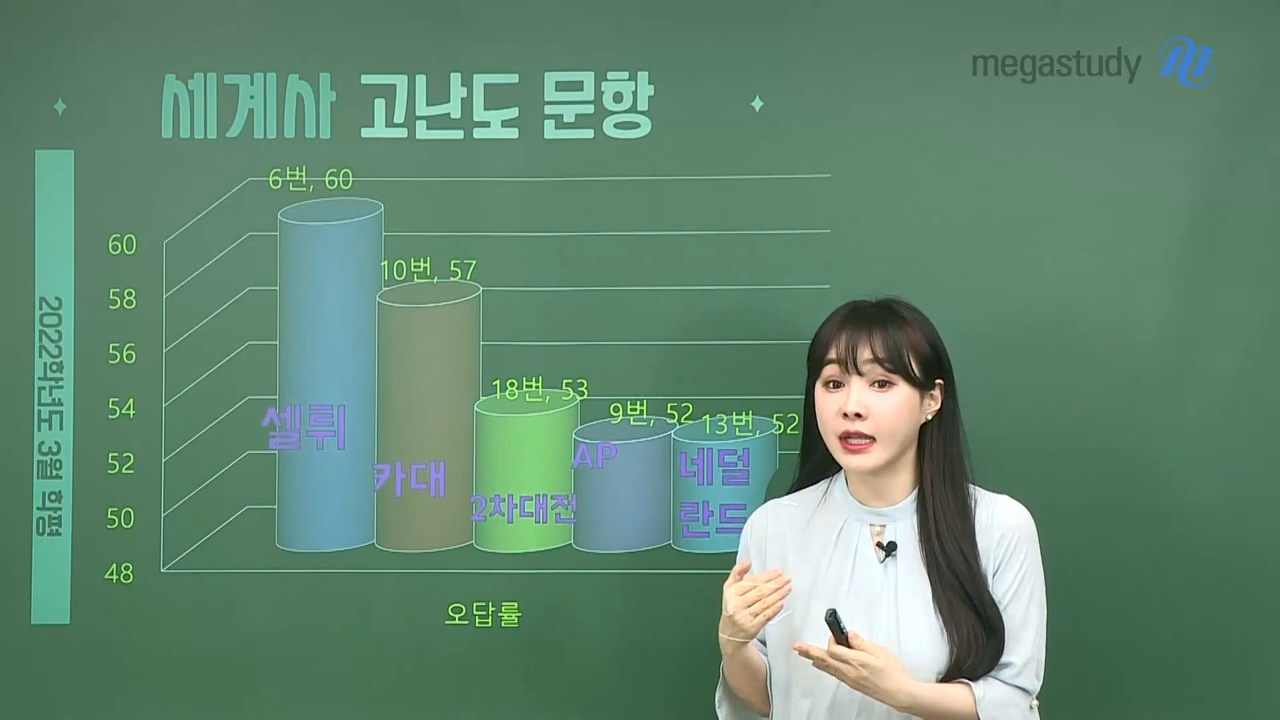 megastudy
세계사 고난도 문항
2022학년도 3월 학평
6번, 60
10번, 57
18번, 53
9번, 52
13번, 52
60
58
56
54
52
50
48
셀튀
카대
2차대전
AP
네덜
란드
오답률